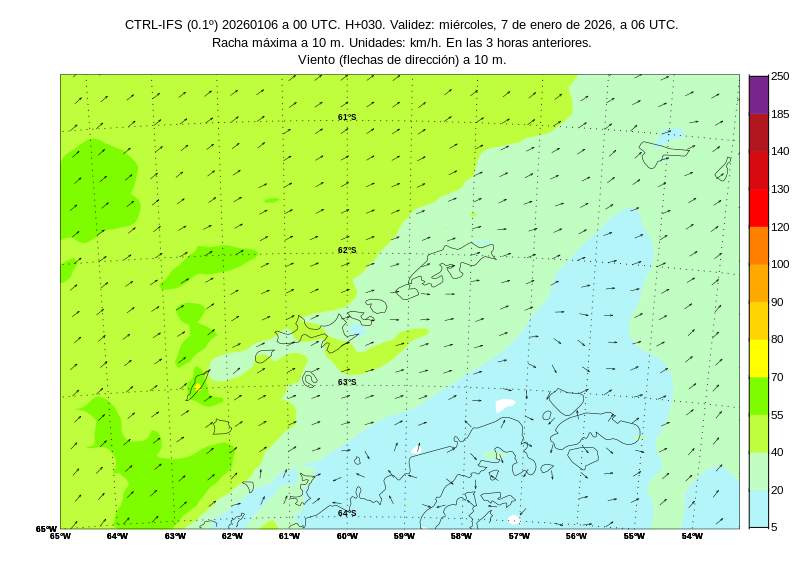 CTRL-IFS (0.1º) 20260106 a 00 UTC. H+030. Validez: miércoles, 7 de enero de 2026, a 06 UTC.
Racha máxima a 10 m. Unidades: km/h. En las 3 horas anteriores.
Viento (flechas de dirección) a 10 m.
250
185
140
130
120
100
90
80
70
55
40
20
5
61°S
62°S
63°S
64°S
65°W
65°W 64°W 63°W 62°W 61°W 60°W 59°W 58°W 57°W 56°W 55°W 54°W